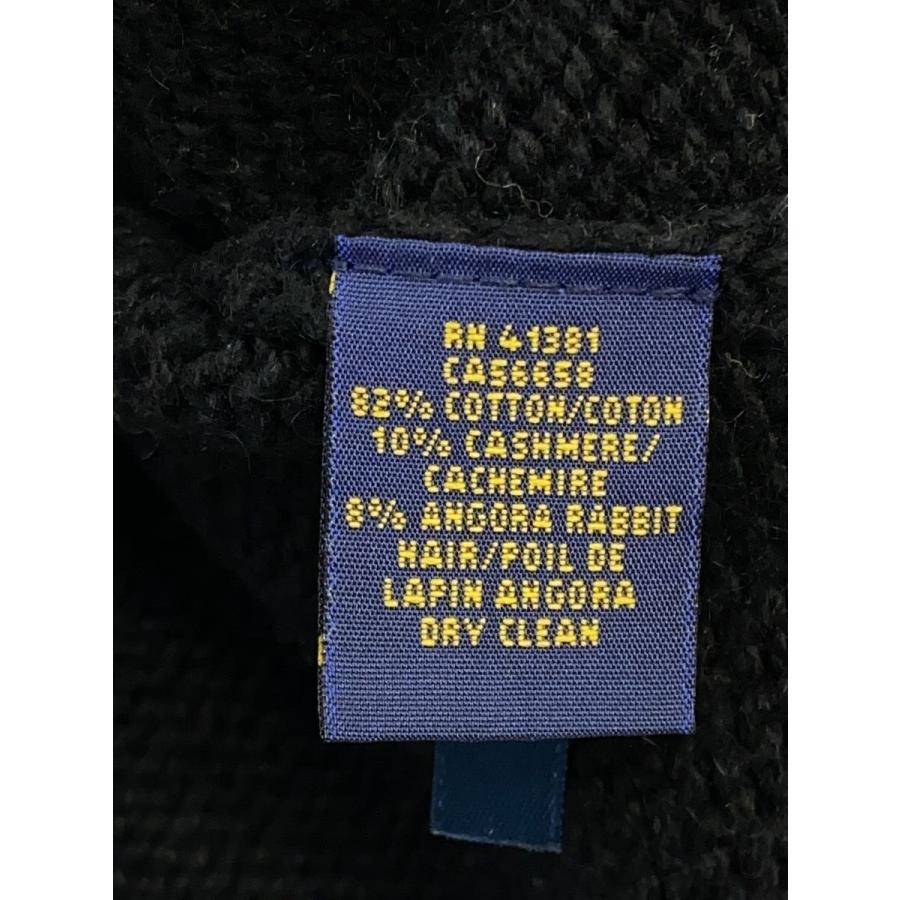 RN 41381
CA56658
82% COTTON/COTON
10% CASHMERE/
CACHEMIRE
8% ANGORA RABBIT
HAIR/POIL DE
LAPIN ANGORA
DRY CLEAN